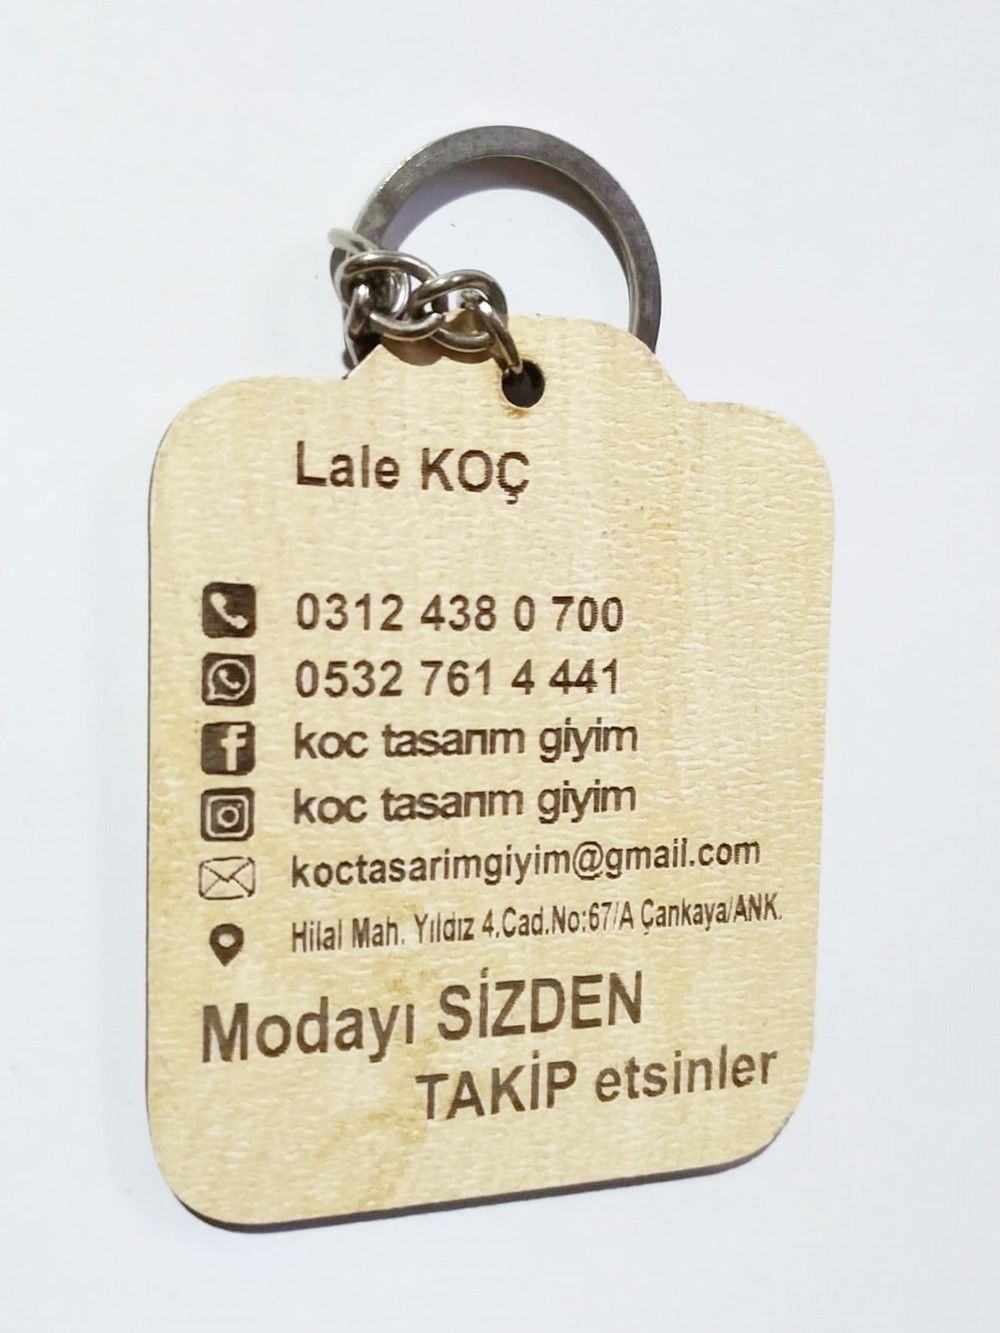 Lale KOÇ
0312 438 0 700
0532 761 4 441
koc tasarım giyim
koc tasarım giyim
koctasarimgiyim@gmail.com
Hilal Mah. Yıldız 4.Cad.No:67/A Çankaya/ANK.
Modayı SİZDEN
TAKİP etsinler